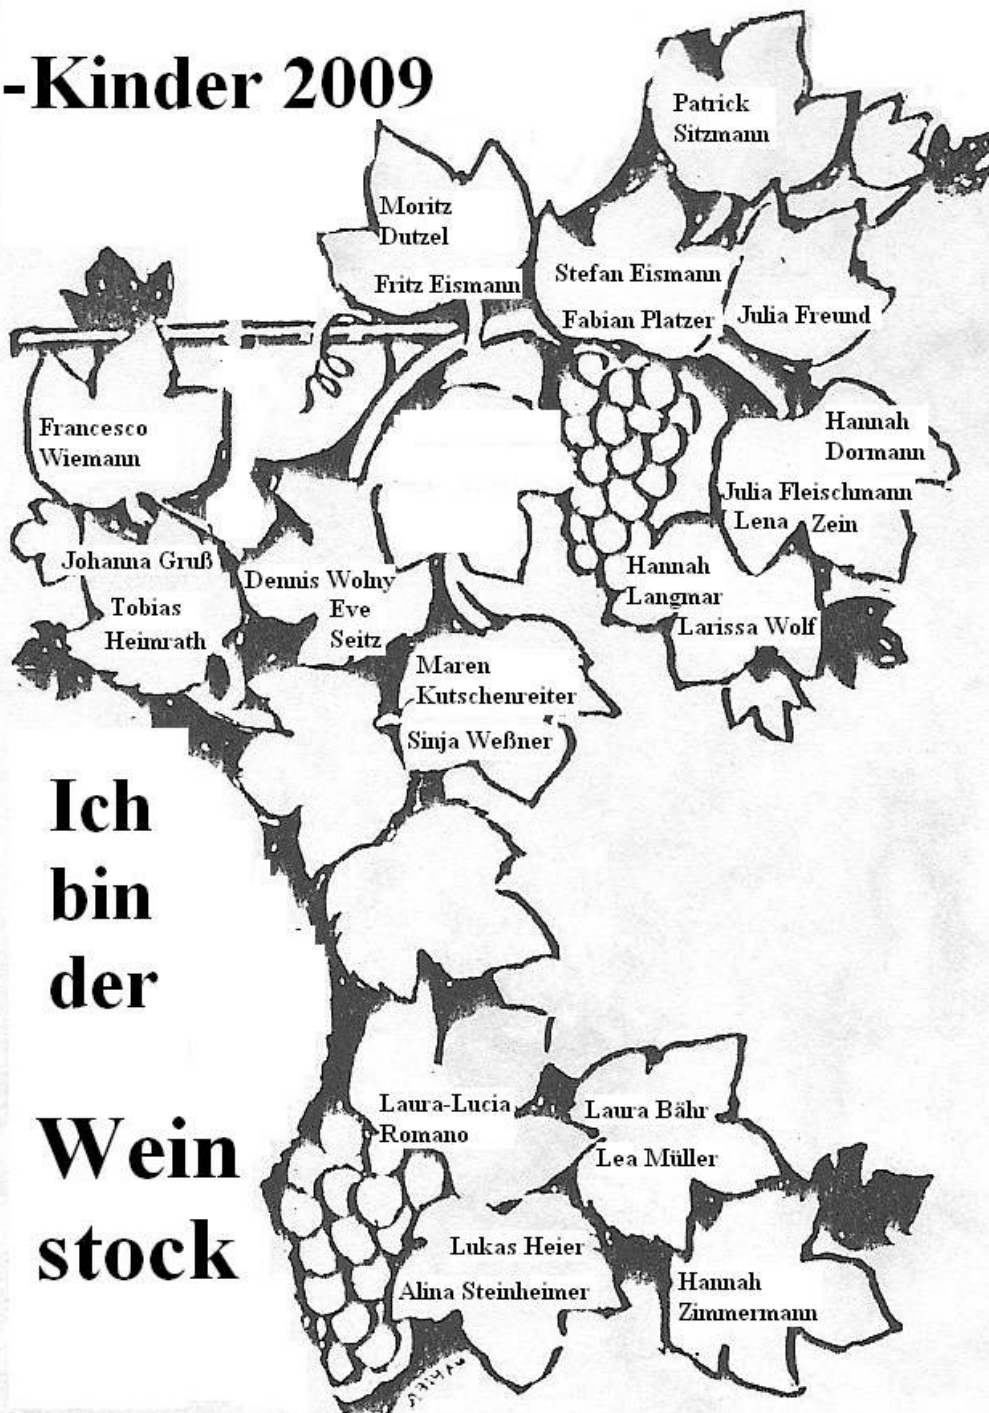 -Kinder 2009
Patrick
Sitzmann
Moritz
Dutzel
Fritz Eismann
Stefan Eismann
Fabian Platzer
Julia Freund
Francesco
Wiemann
Hannah
Dormann
Julia Fleischmann
Lena Zein
Johanna Gruß
Tobias
Heimrath
Dennis Wolny
Eve
Seitz
Hannah
Langmar
Larissa Wolf
Maren
Kutschenreiter
Sinja Weßner
Ich
bin
der
Wein
stock
Laura-Lucia
Romano
Laura Bähr
Lea Müller
Lukas Heier
Alina Steinheimer
Hannah
Zimmermann